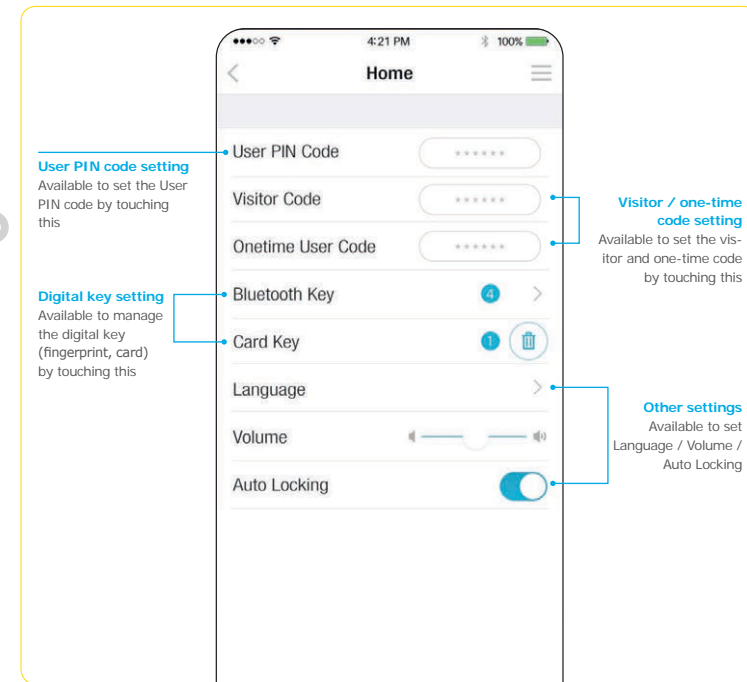 4:21 PM
100%
Home
User PIN Code
******
Visitor Code
******
Onetime User Code
******
Bluetooth Key
4
Card Key
1
Language
Volume
Auto Locking
User PIN code setting
Available to set the User
PIN code by touching
this
Digital key setting
Available to manage
the digital key
(fingerprint, card)
by touching this
Visitor / one-time
code setting
Available to set the vis-
itor and one-time code
by touching this
Other settings
Available to set
Language / Volume /
Auto Locking